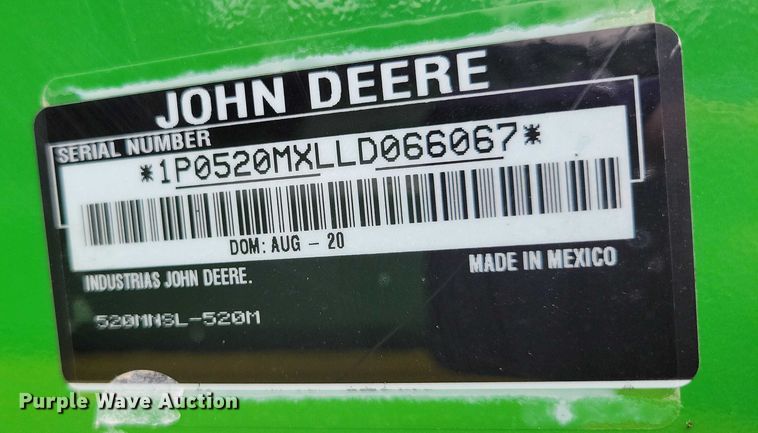 JOHN DEERE
SERIAL NUMBER
*1P0520MXLLD066067*
DOM: AUG - 20
INDUSTRIAS JOHN DEERE.
MADE IN MEXICO
520MNSL-520M
Purple Wave Auction